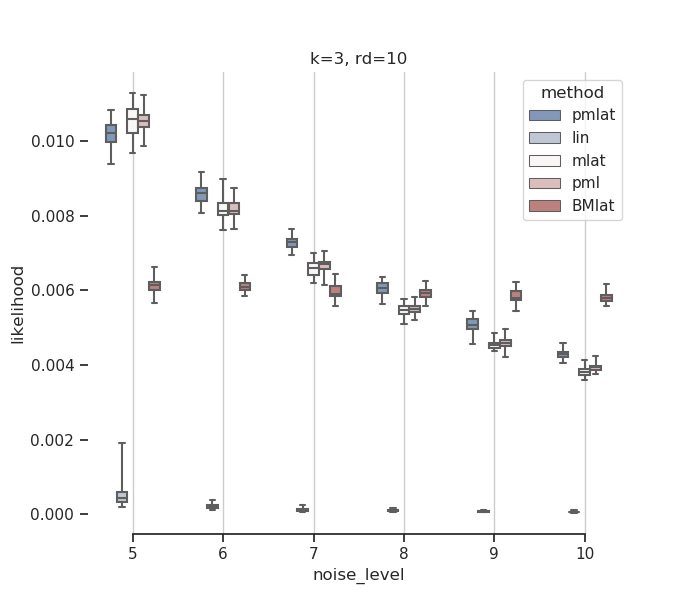 k=3, rd=10
method
pmlat
lin
mlat
pml
BMlat
likelihood
0.010
0.008
0.006
0.004
0.002
0.000
5 6 7 8 9 10
noise_level